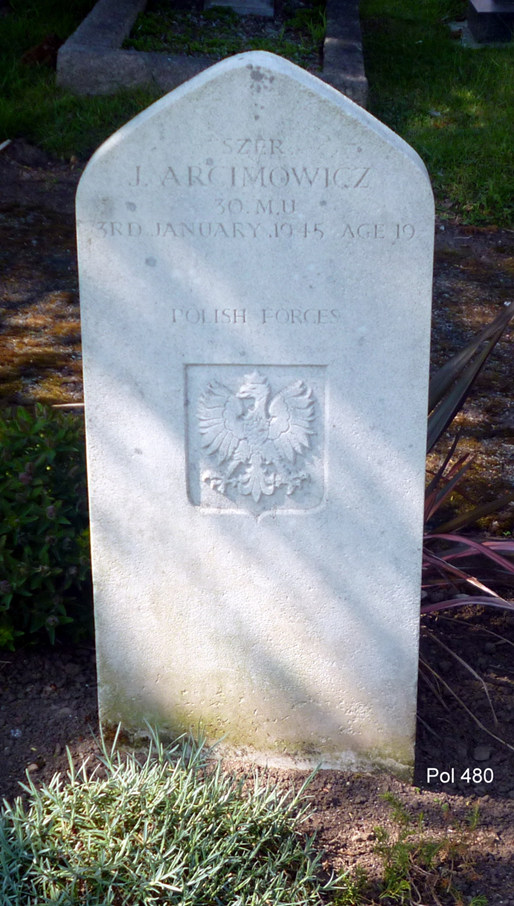 SZER
J. ARCIMOWICZ
30. M.U
3RD JANUARY 1945 AGE 19
POLISH FORCES
Pol 480